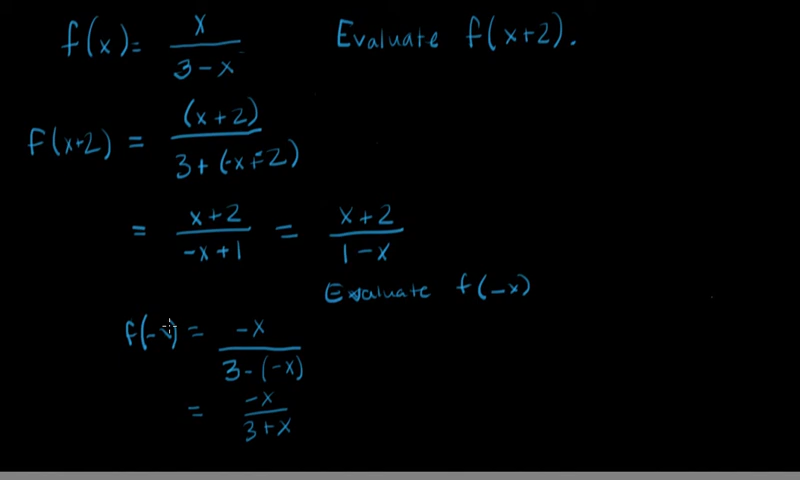 f(x) = x / (3 - x)    Evaluate f(x+2).
f(x+2) = (x+2) / (3 + (-x-2))
= (x+2) / (-x+1) = (x+2) / (1-x)
Evaluate f(-x)
f(-x) = -x / (3 - (-x))
= -x / (3+x)